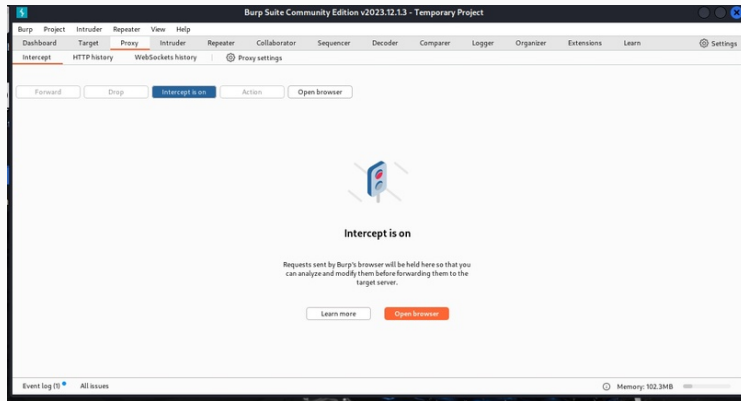 Burp Suite Community Edition v2023.12.1.3 - Temporary Project
Burp Project Intruder Repeater View Help
Dashboard Target Proxy Intruder Repeater Collaborator Sequencer Decoder Comparer Logger Organizer Extensions Learn Settings
Intercept HTTP history WebSockets history Proxy settings
Forward Drop Intercept is on Action Open browser
Intercept is on
Requests sent by Burp's browser will be held here so that you
can analyze and modify them before forwarding them to the
target server.
Learn more Open browser
Event log (1) All issues Memory: 102.3MB